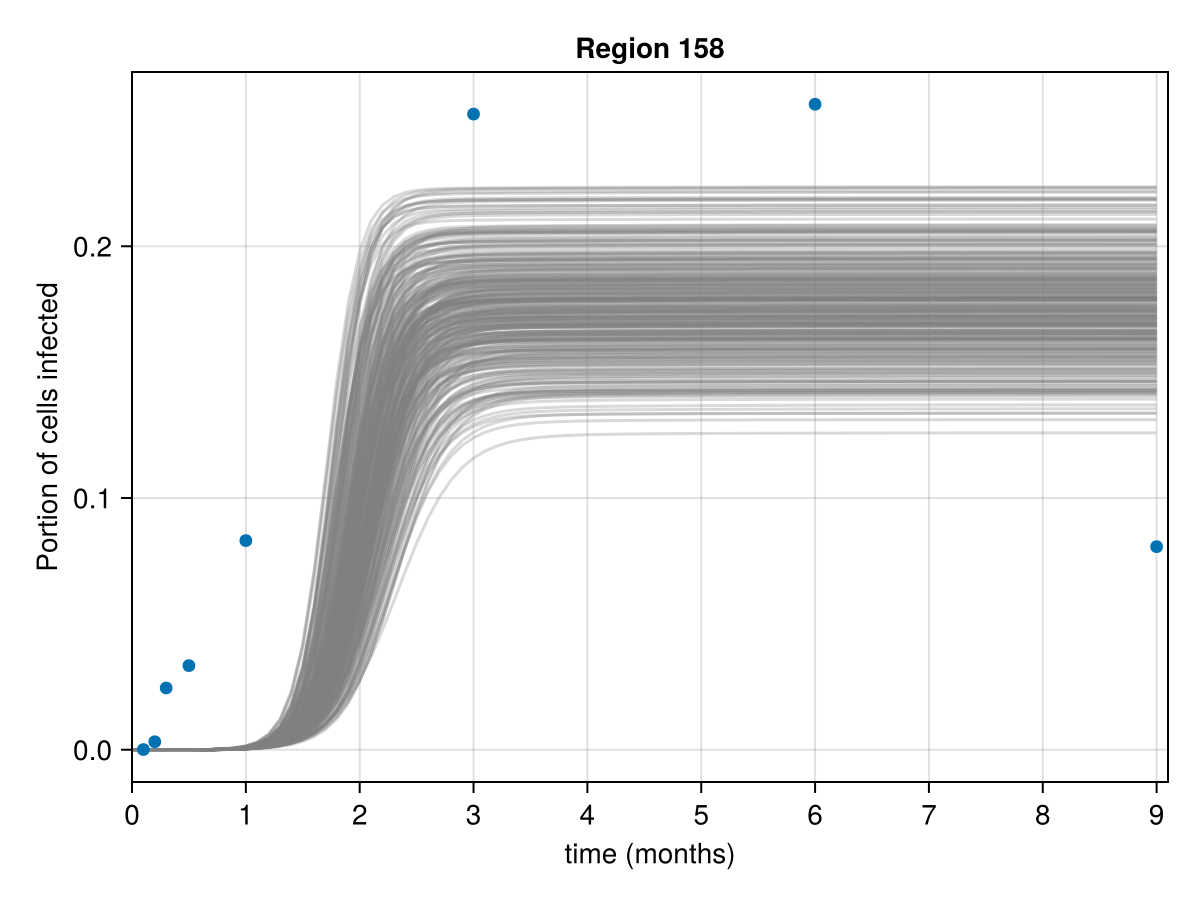 Region 158
Portion of cells infected
0.2
0.1
0.0
0 1 2 3 4 5 6 7 8 9
time (months)